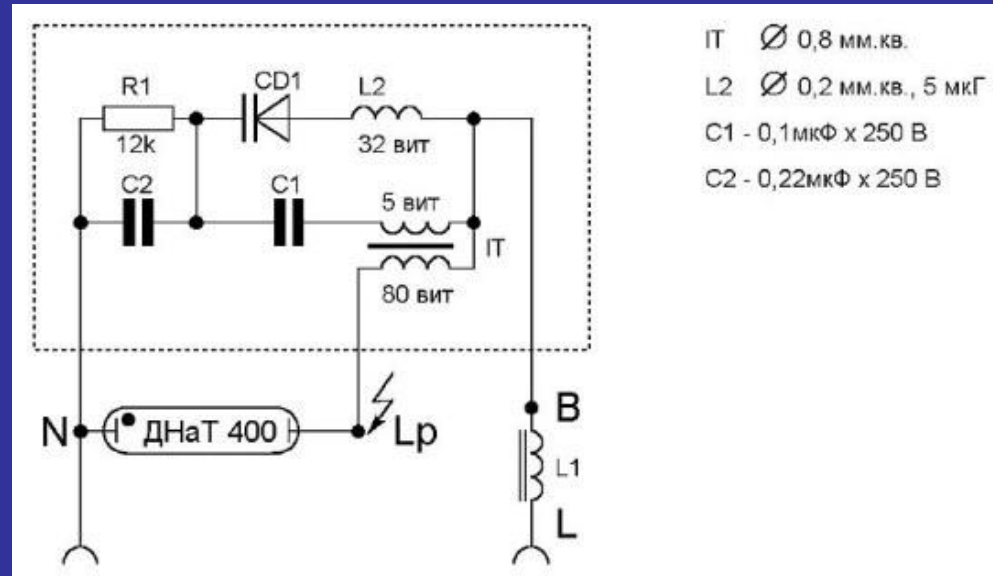 R1
12k
CD1
L2
32 вит
C2
C1
5 вит
IT
80 вит
N
ДНаТ 400
Lp
B
L1
L
IT Ø 0,8 мм.кв.
L2 Ø 0,2 мм.кв., 5 мкГ
C1 - 0,1мкФ x 250 В
C2 - 0,22мкФ x 250 В